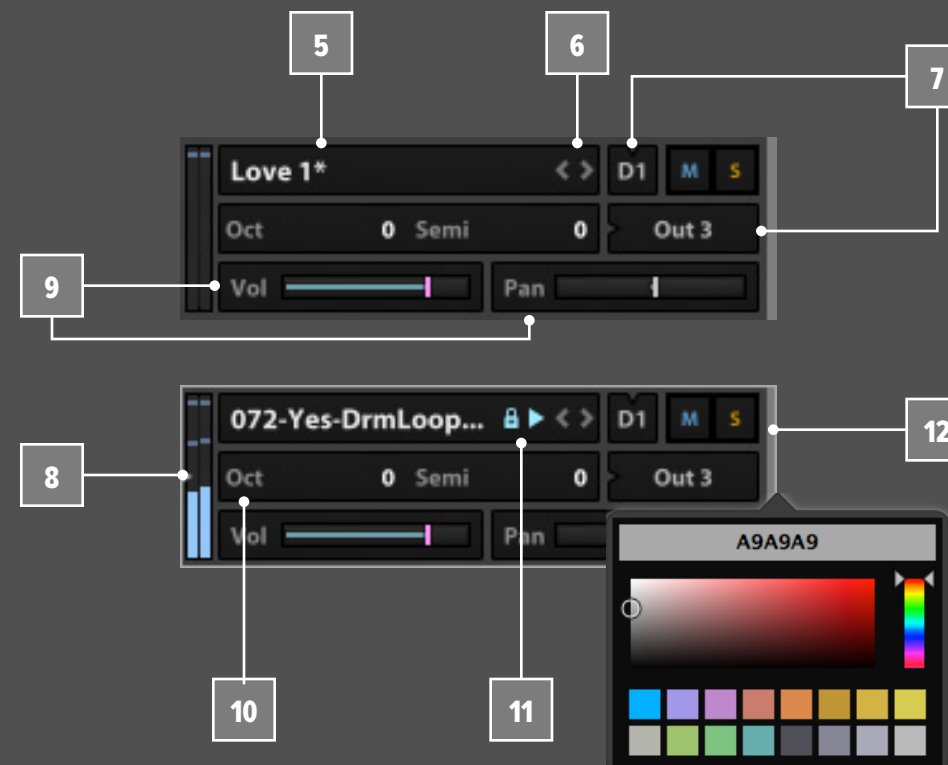 5
6
7
Love 1*
< >
D1
M
S
Oct 0 Semi 0
Out 3
9
Vol
Pan
072-Yes-DrmLoop...
< >
D1
M
S
12
8
Oct 0 Semi 0
Out 3
Vol
Pan
A9A9A9
10
11